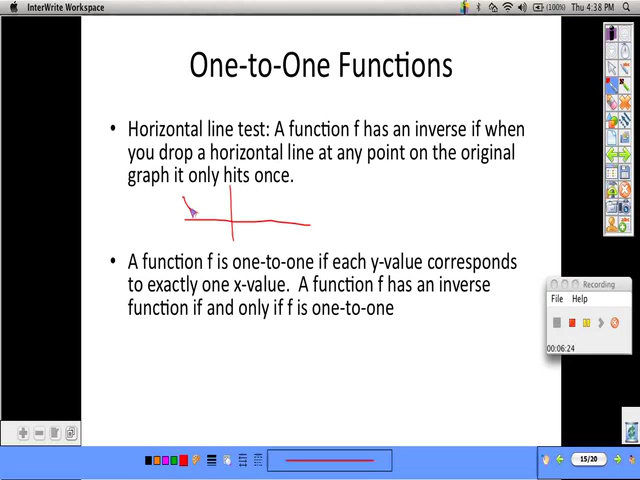 InterWrite Workspace
(100%) Thu 4:38 PM
One-to-One Functions
• Horizontal line test: A function f has an inverse if when
you drop a horizontal line at any point on the original
graph it only hits once.
• A function f is one-to-one if each y-value corresponds
to exactly one x-value. A function f has an inverse
function if and only if f is one-to-one
Recording
File Help
00:06:24
15/20